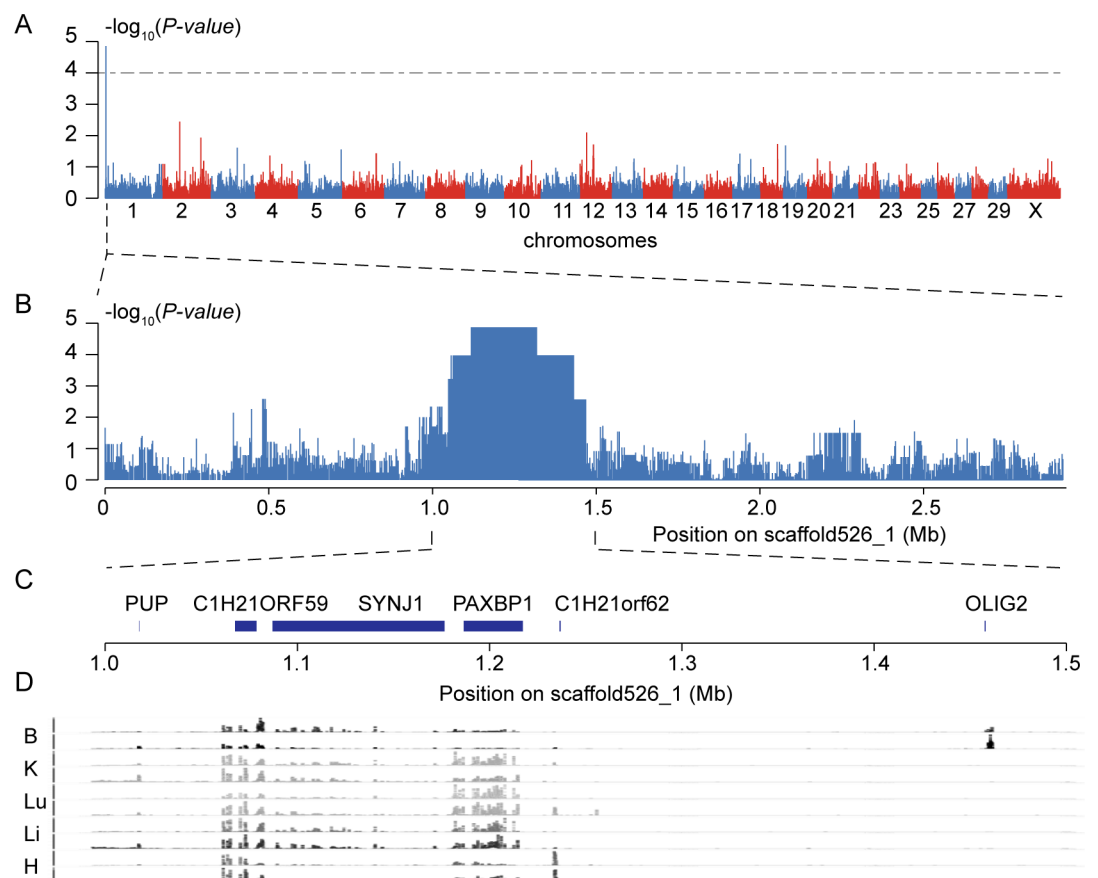 A
-log10(P-value)
5
4
3
2
1
0
1 2 3 4 5 6 7 8 9 10 11 12 13 14 15 16 17 18 19 20 21 23 25 27 29 X
chromosomes
B
-log10(P-value)
5
4
3
2
1
0
0 0.5 1.0 1.5 2.0 2.5
Position on scaffold526_1 (Mb)
C
PUP C1H21ORF59 SYNJ1 PAXBP1 C1H21orf62 OLIG2
1.0 1.1 1.2 1.3 1.4 1.5
Position on scaffold526_1 (Mb)
D
B
K
Lu
Li
H